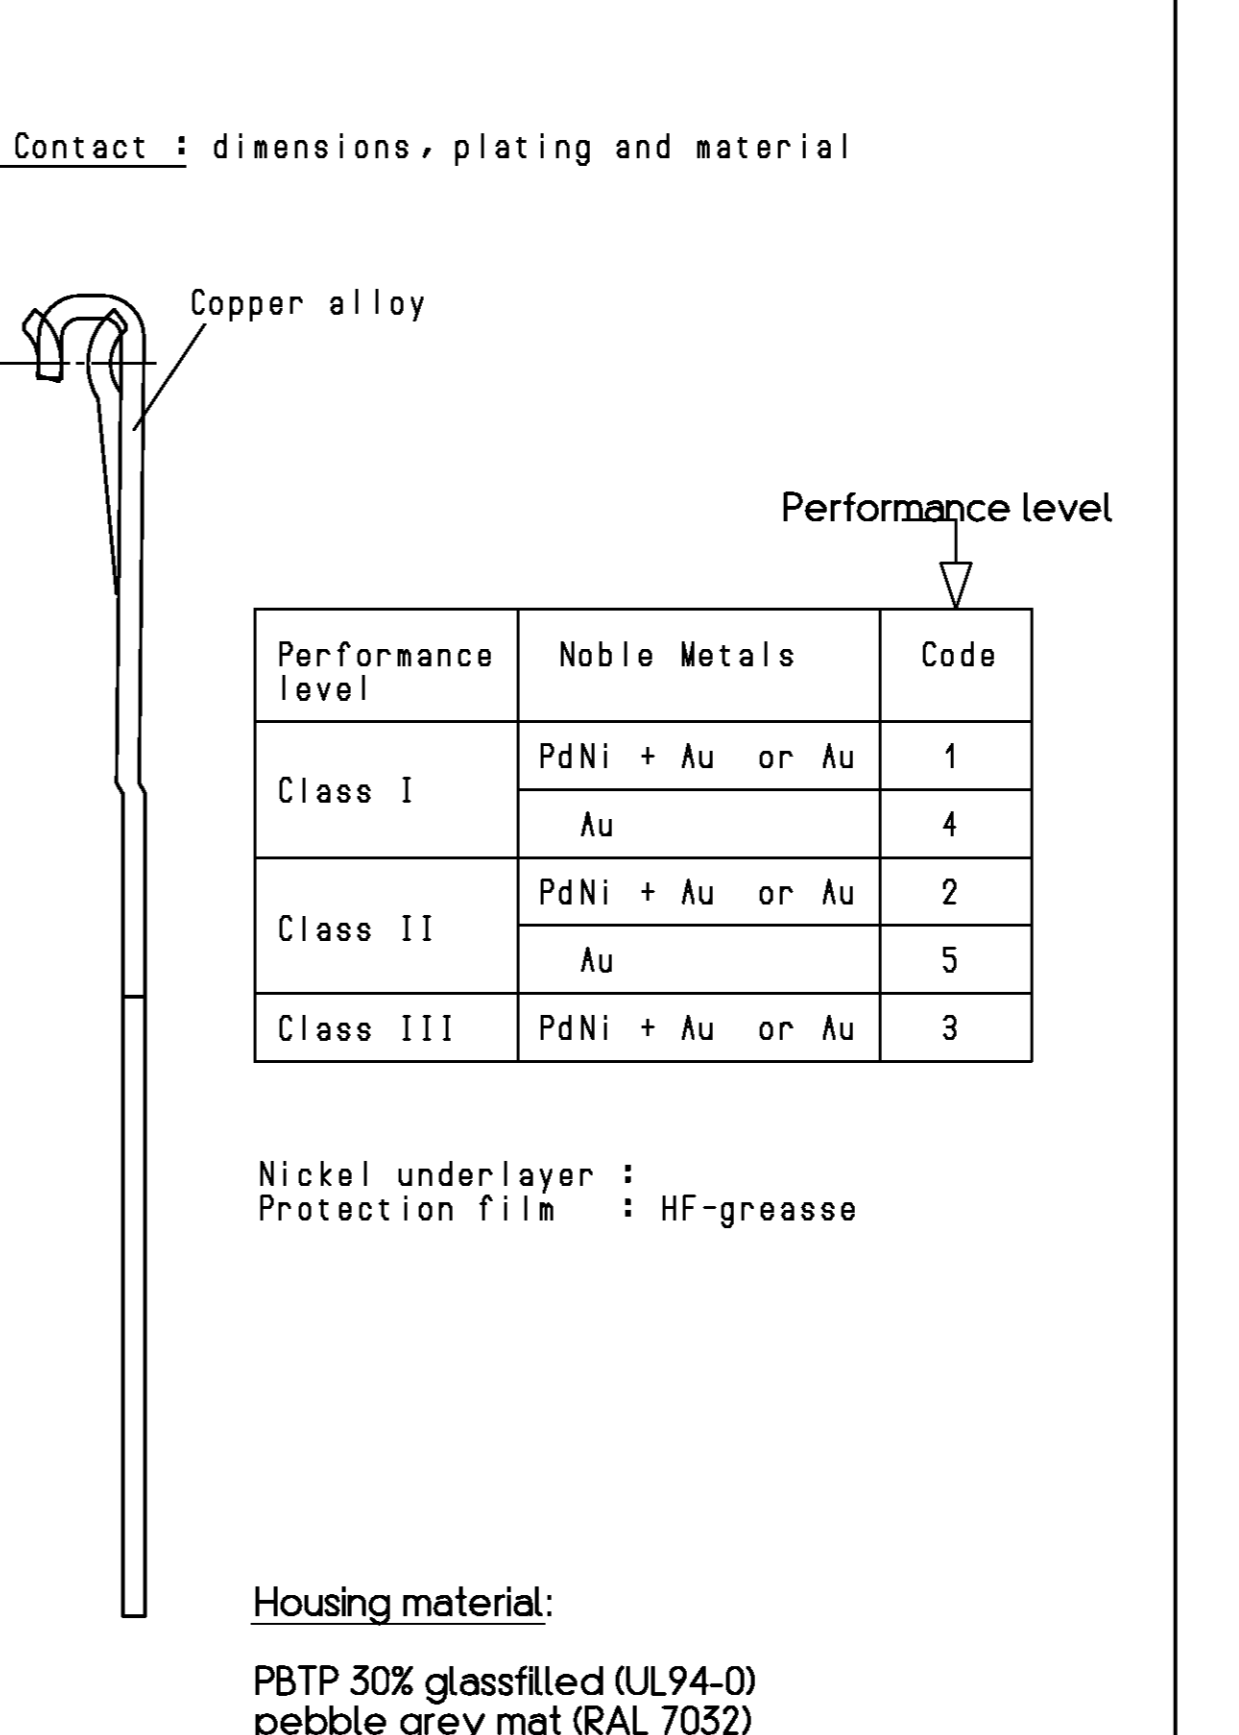 Contact : dimensions, plating and material
Copper alloy
Performance level
Performance level Noble Metals Code
Class I PdNi + Au or Au 1
Au 4
Class II PdNi + Au or Au 2
Au 5
Class III PdNi + Au or Au 3
Nickel underlayer :
Protection film : HF-greasse
Housing material:
PBTP 30% glassfilled (UL94-0)
pebble grey mat (RAL 7032)